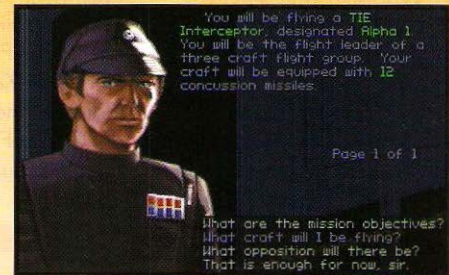 You will be flying a TIE
Interceptor, designated Alpha 1.
You will be the flight leader of a
three craft flight group. Your
craft will be equipped with 12
concussion missiles.
Page 1 of 1
What are the mission objectives?
What craft will I be flying?
What opposition will there be?
That is enough for now, sir.